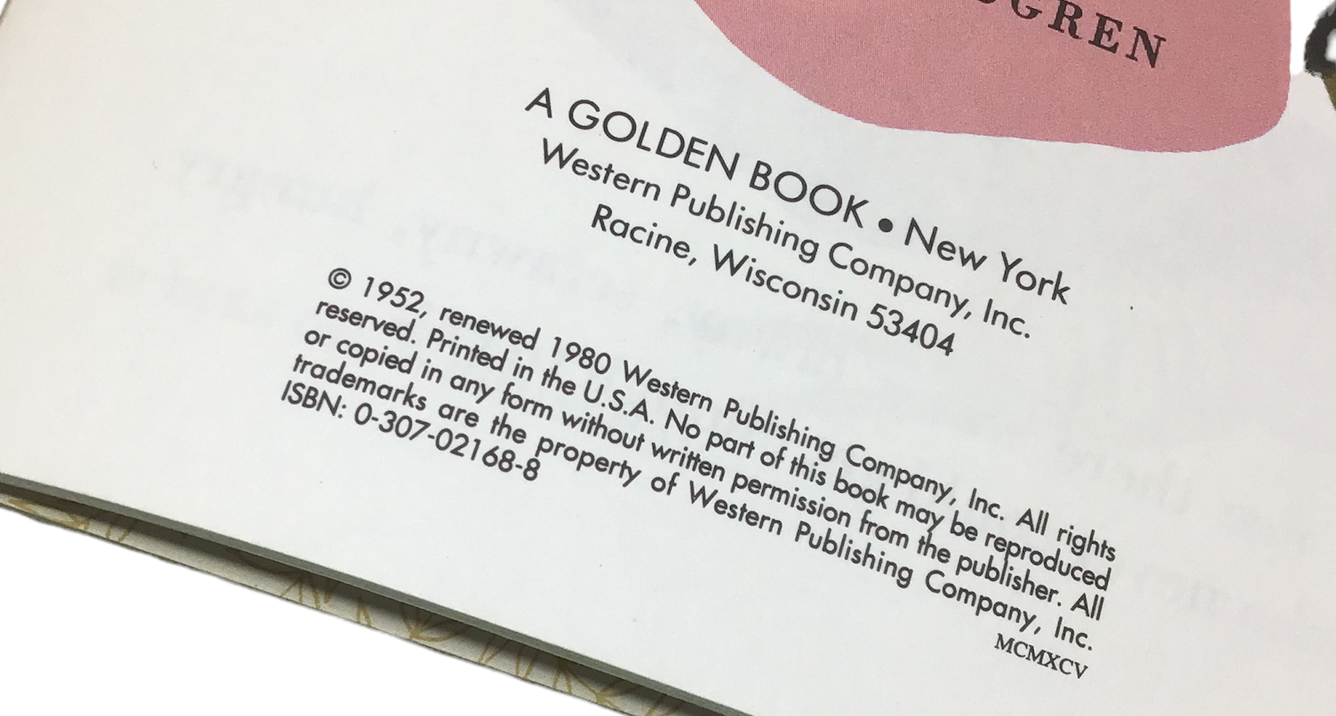 GREN
A GOLDEN BOOK • New York
Western Publishing Company, Inc.
Racine, Wisconsin 53404
© 1952, renewed 1980 Western Publishing Company, Inc. All rights
reserved. Printed in the U.S.A. No part of this book may be reproduced
or copied in any form without written permission from the publisher. All
trademarks are the property of Western Publishing Company, Inc.
ISBN: 0-307-02168-8
MCMXCV